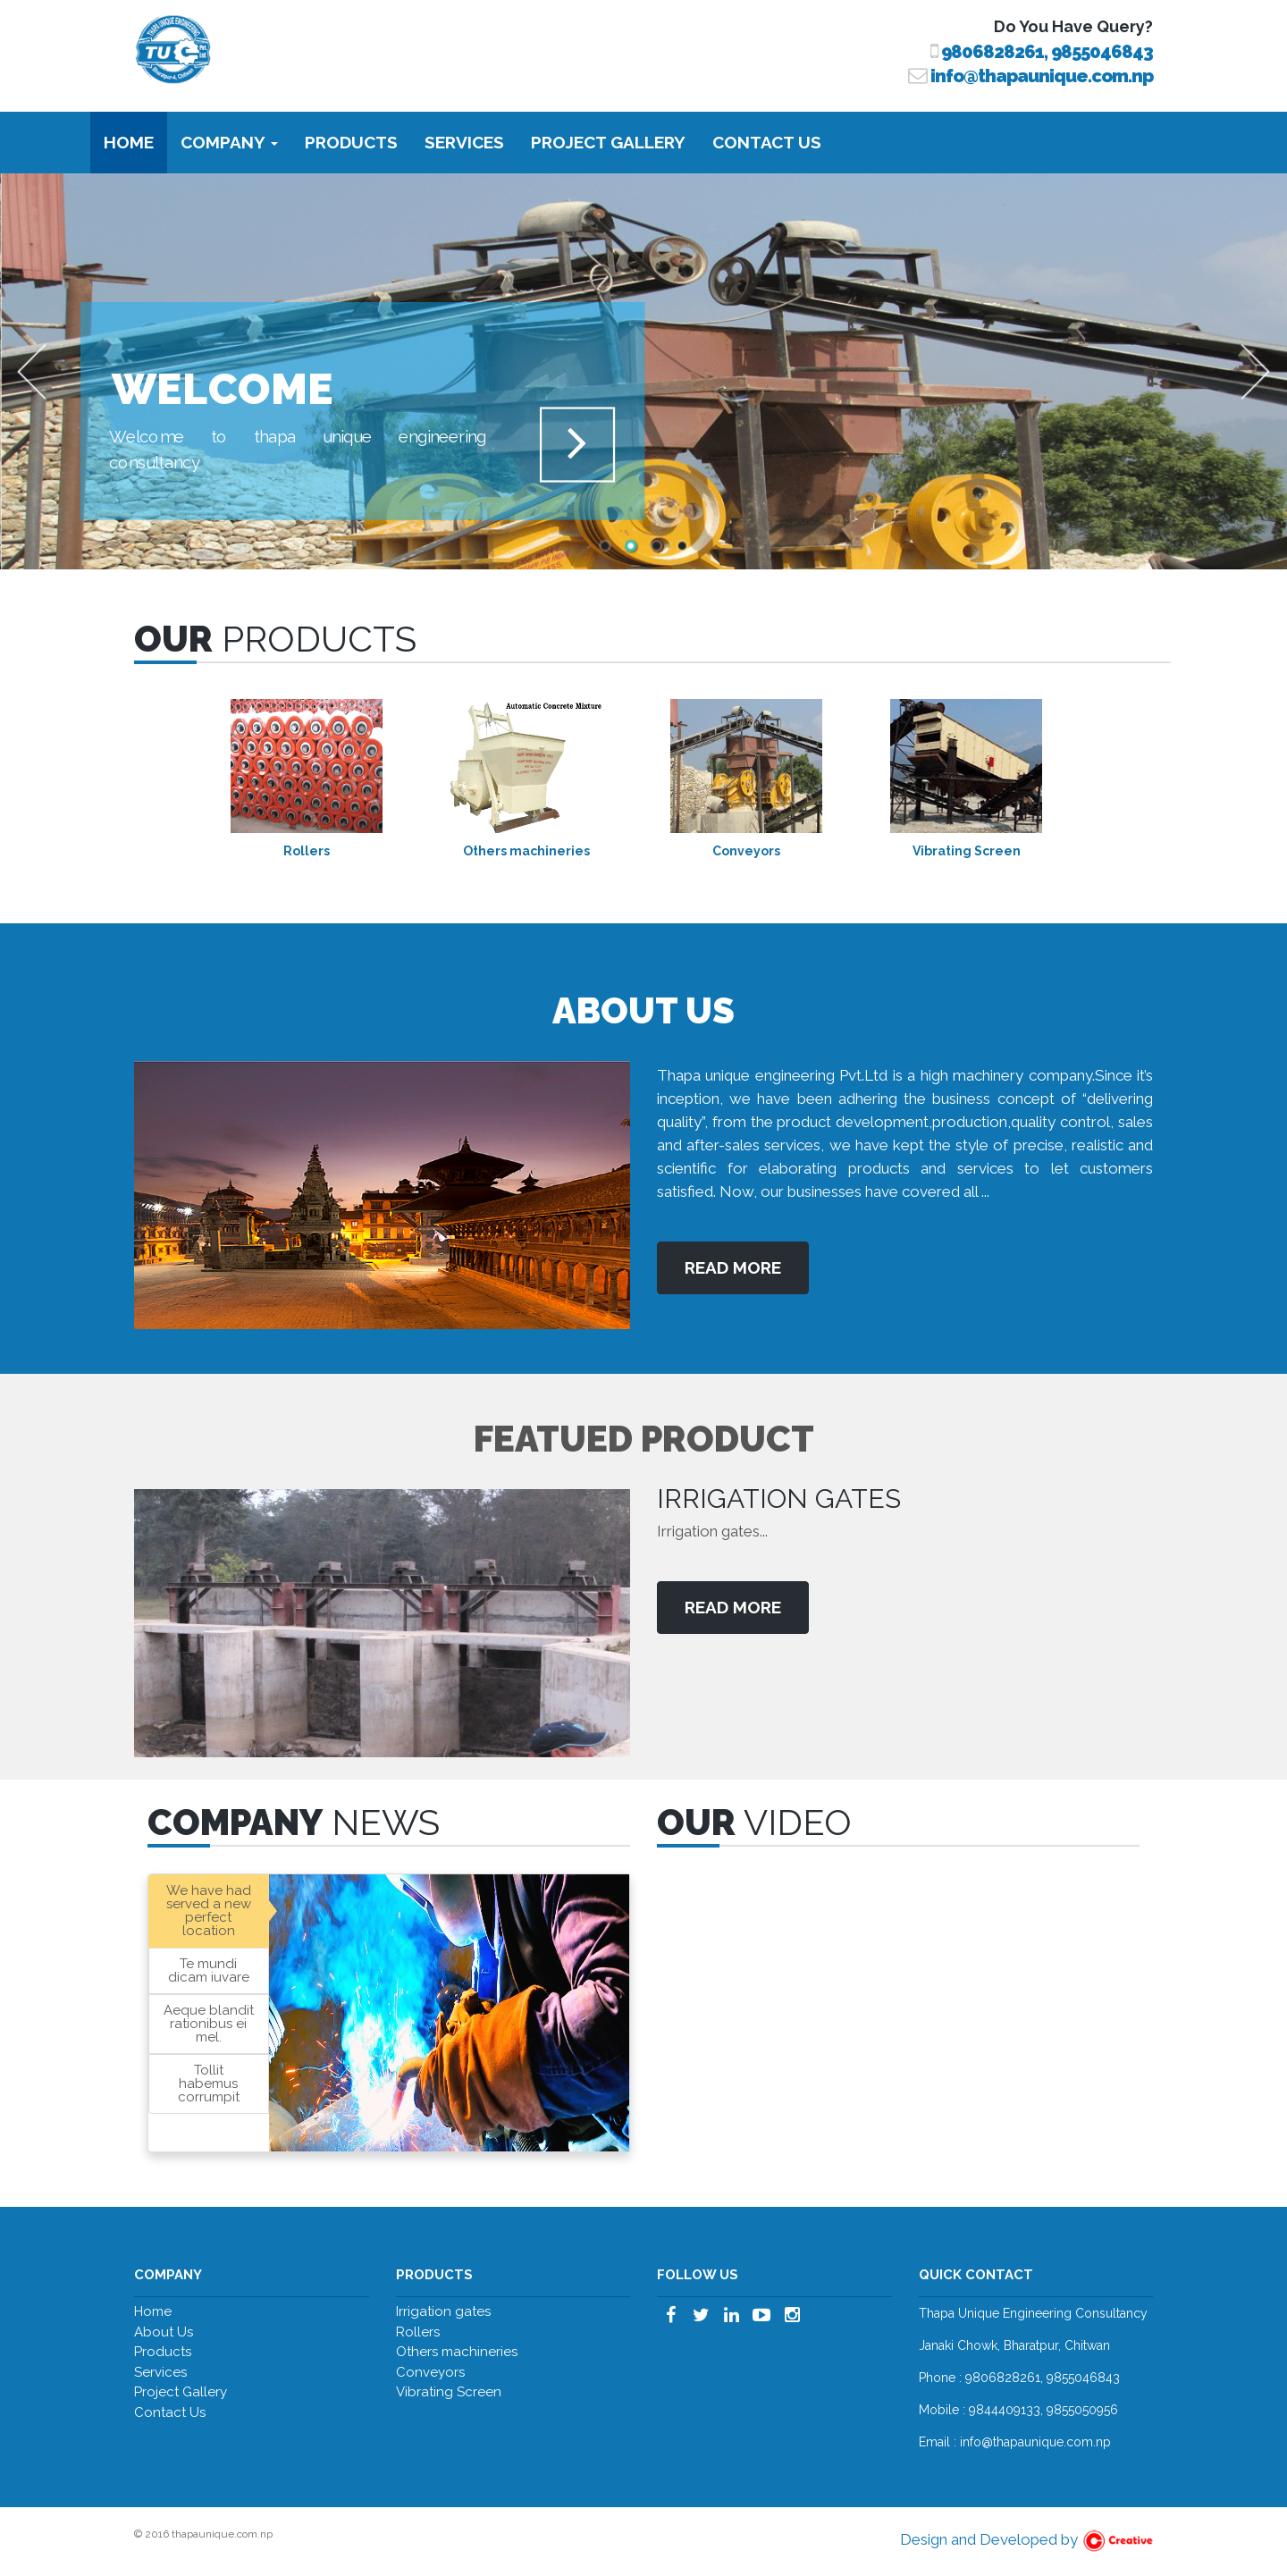 THAPA UNIQUE ENGINEERING
TUE
Pvt. Ltd.
Bharatpur-4, Chitwan
Do You Have Query?
9806828261, 9855046843
info@thapaunique.com.np
HOME COMPANY PRODUCTS SERVICES PROJECT GALLERY CONTACT US
WELCOME
Welcome to thapa unique engineering
consultancy
OUR PRODUCTS
Automatic Concrete Mixture
Rollers Others machineries Conveyors Vibrating Screen
ABOUT US
Thapa unique engineering Pvt.Ltd is a high machinery company.Since it's
inception, we have been adhering the business concept of “delivering
quality”, from the product development,production,quality control, sales
and after-sales services, we have kept the style of precise, realistic and
scientific for elaborating products and services to let customers
satisfied. Now, our businesses have covered all ...
READ MORE
FEATUED PRODUCT
IRRIGATION GATES
Irrigation gates...
READ MORE
COMPANY NEWS
We have had
served a new
perfect
location
Te mundi
dicam iuvare
Aeque blandit
rationibus ei
mel.
Tollit
habemus
corrumpit
OUR VIDEO
COMPANY
Home
About Us
Products
Services
Project Gallery
Contact Us
PRODUCTS
Irrigation gates
Rollers
Others machineries
Conveyors
Vibrating Screen
FOLLOW US
QUICK CONTACT
Thapa Unique Engineering Consultancy
Janaki Chowk, Bharatpur, Chitwan
Phone : 9806828261, 9855046843
Mobile : 9844409133, 9855050956
Email : info@thapaunique.com.np
© 2016 thapaunique.com.np
Design and Developed by Creative